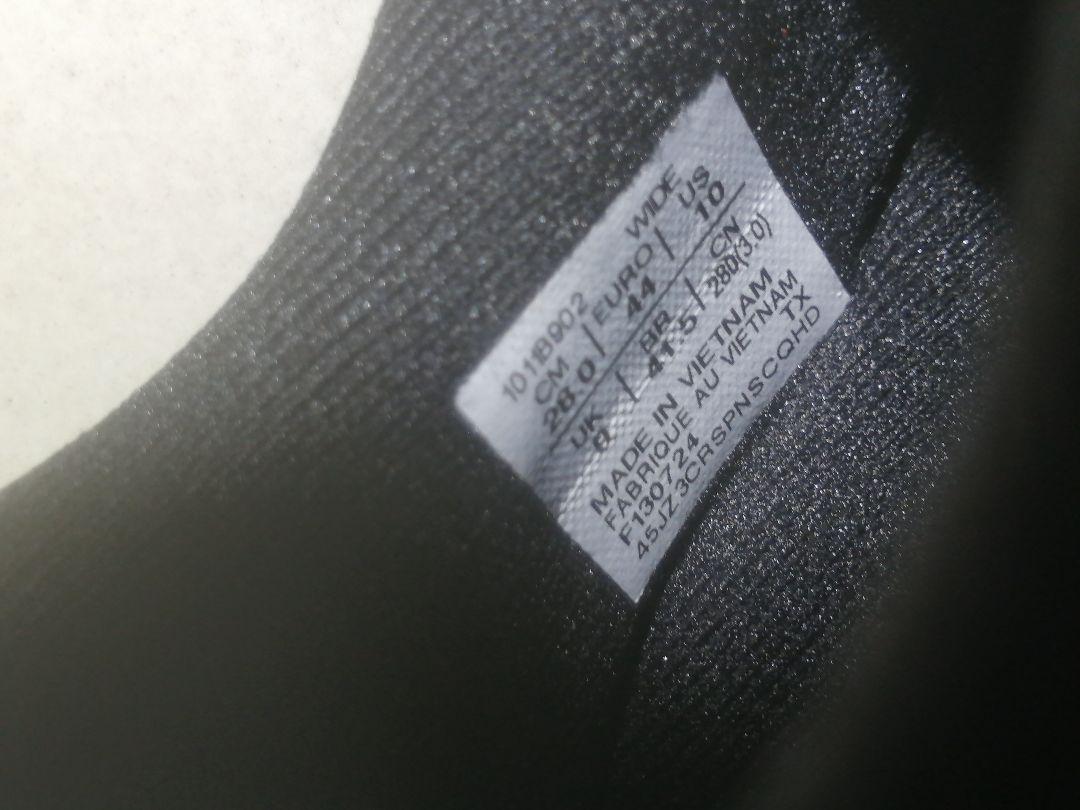 1011B902 WIDE
CM | EURO | US
28.0 44 10
UK | BR | CN
9 41.5 280(3.0)
MADE IN VIETNAM
FABRIQUE AU VIETNAM
F130724 TX
45JZ3CRSPNSCQHD